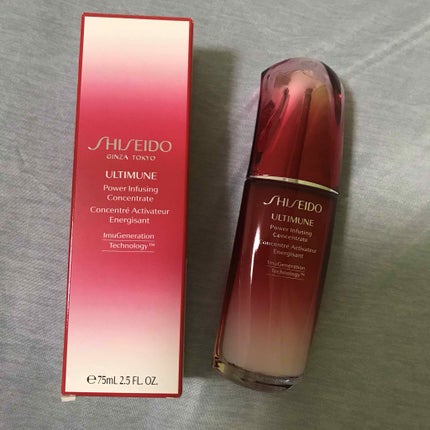 SHISEIDO
GINZA TOKYO
ULTIMUNE
Power Infusing
Concentrate
Concentré Activateur
Energisant
ImuGeneration
Technology™
℮ 75mL 2.5 FL. OZ.
SHISEIDO
ULTIMUNE
Power Infusing
Concentrate
Concentré Activateur
Energisant
ImuGeneration
Technology™